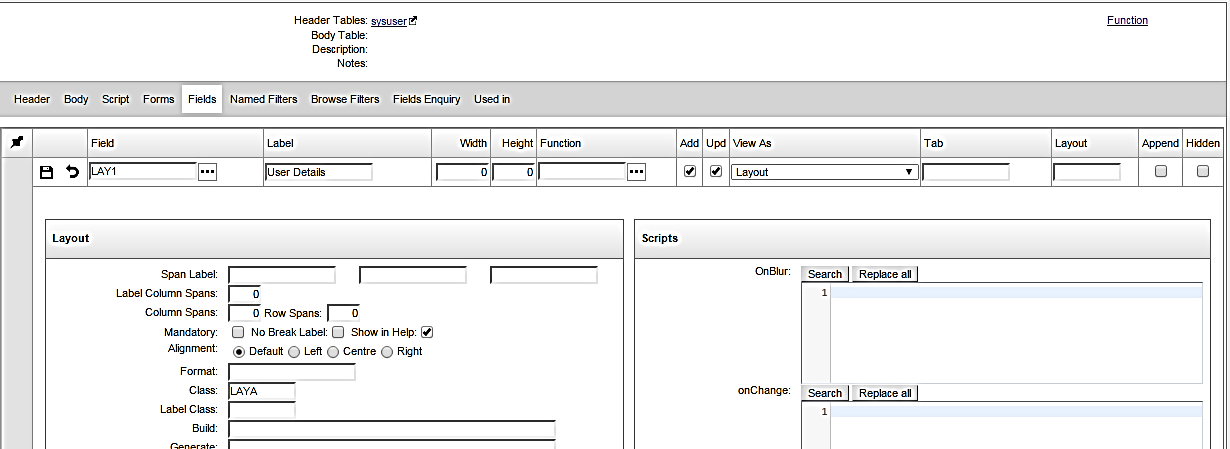 Header Tables: sysuser Function
Body Table:
Description:
Notes:
Header Body Script Forms Fields Named Filters Browse Filters Fields Enquiry Used in
Field Label Width Height Function Add Upd View As Tab Layout Append Hidden
LAY1 ... User Details 0 0 ... Layout
Layout
Span Label:
Label Column Spans: 0
Column Spans: 0 Row Spans: 0
Mandatory: No Break Label: Show in Help:
Alignment: Default Left Centre Right
Format:
Class: LAYA
Label Class:
Build:
Generate:
Scripts
OnBlur: Search Replace all
1
onChange: Search Replace all
1